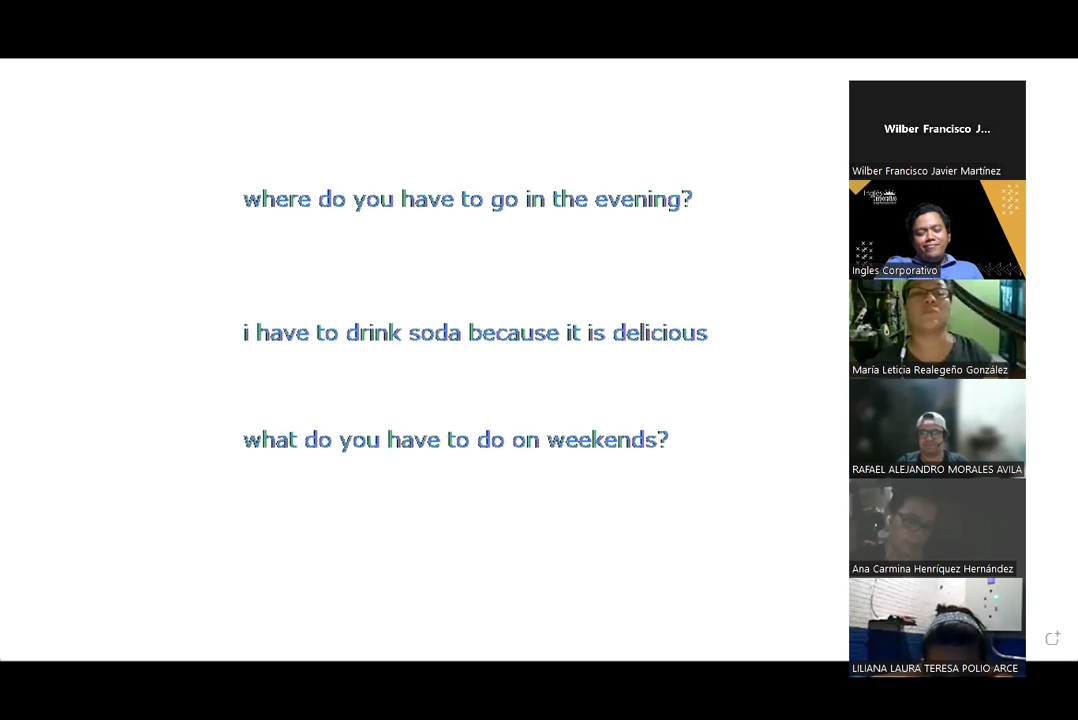 where do you have to go in the evening?
i have to drink soda because it is delicious
what do you have to do on weekends?
Wilber Francisco J...
Wilber Francisco Javier Martínez
Inglés
Corporativo
Ingles Corporativo
María Leticia Realegeño González
RAFAEL ALEJANDRO MORALES AVILA
Ana Carmina Henríquez Hernández
LILIANA LAURA TERESA POLIO ARCE